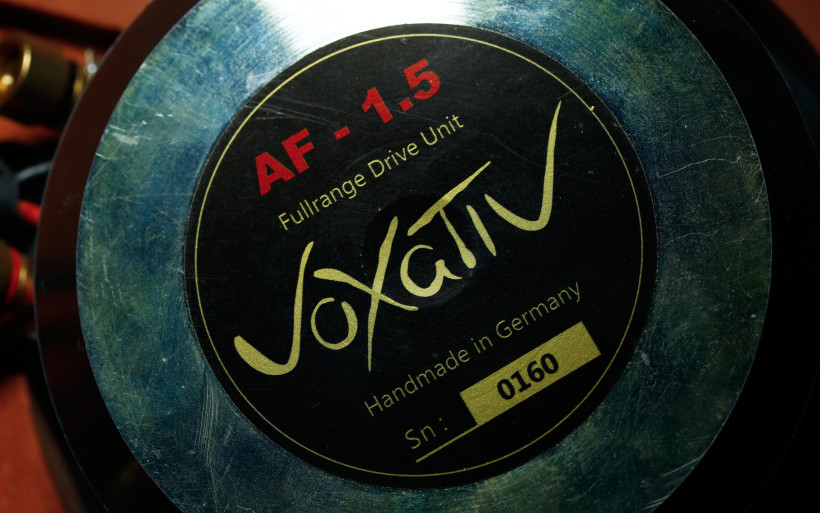 AF - 1.5
Fullrange Drive Unit
VOXATIV
Handmade in Germany
Sn : 0160